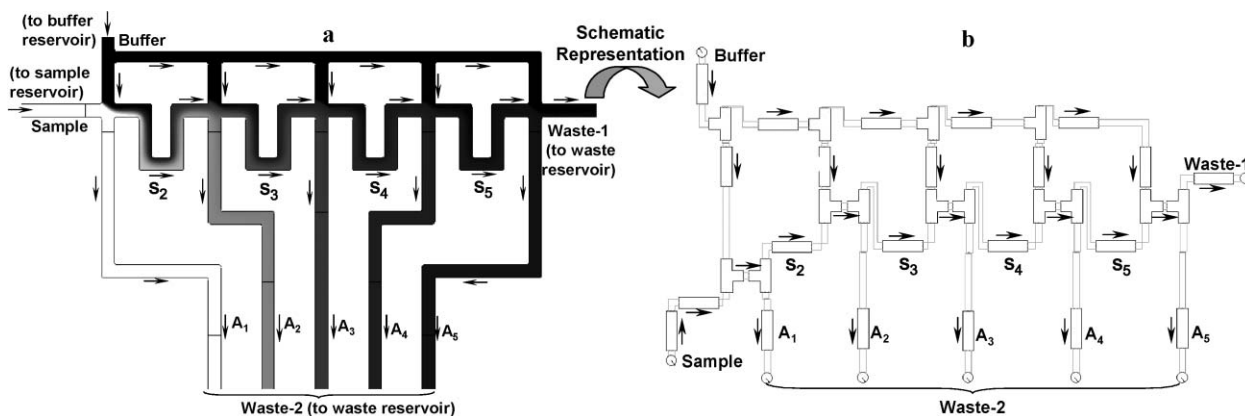 (to buffer
reservoir)
Buffer
a
(to sample
reservoir)
Sample
S2
S3
S4
S5
Waste-1
(to waste
reservoir)
A1
A2
A3
A4
A5
Waste-2 (to waste reservoir)
Schematic
Representation
b
Buffer
Waste-1
S2
S3
S4
S5
Sample
A1
A2
A3
A4
A5
Waste-2